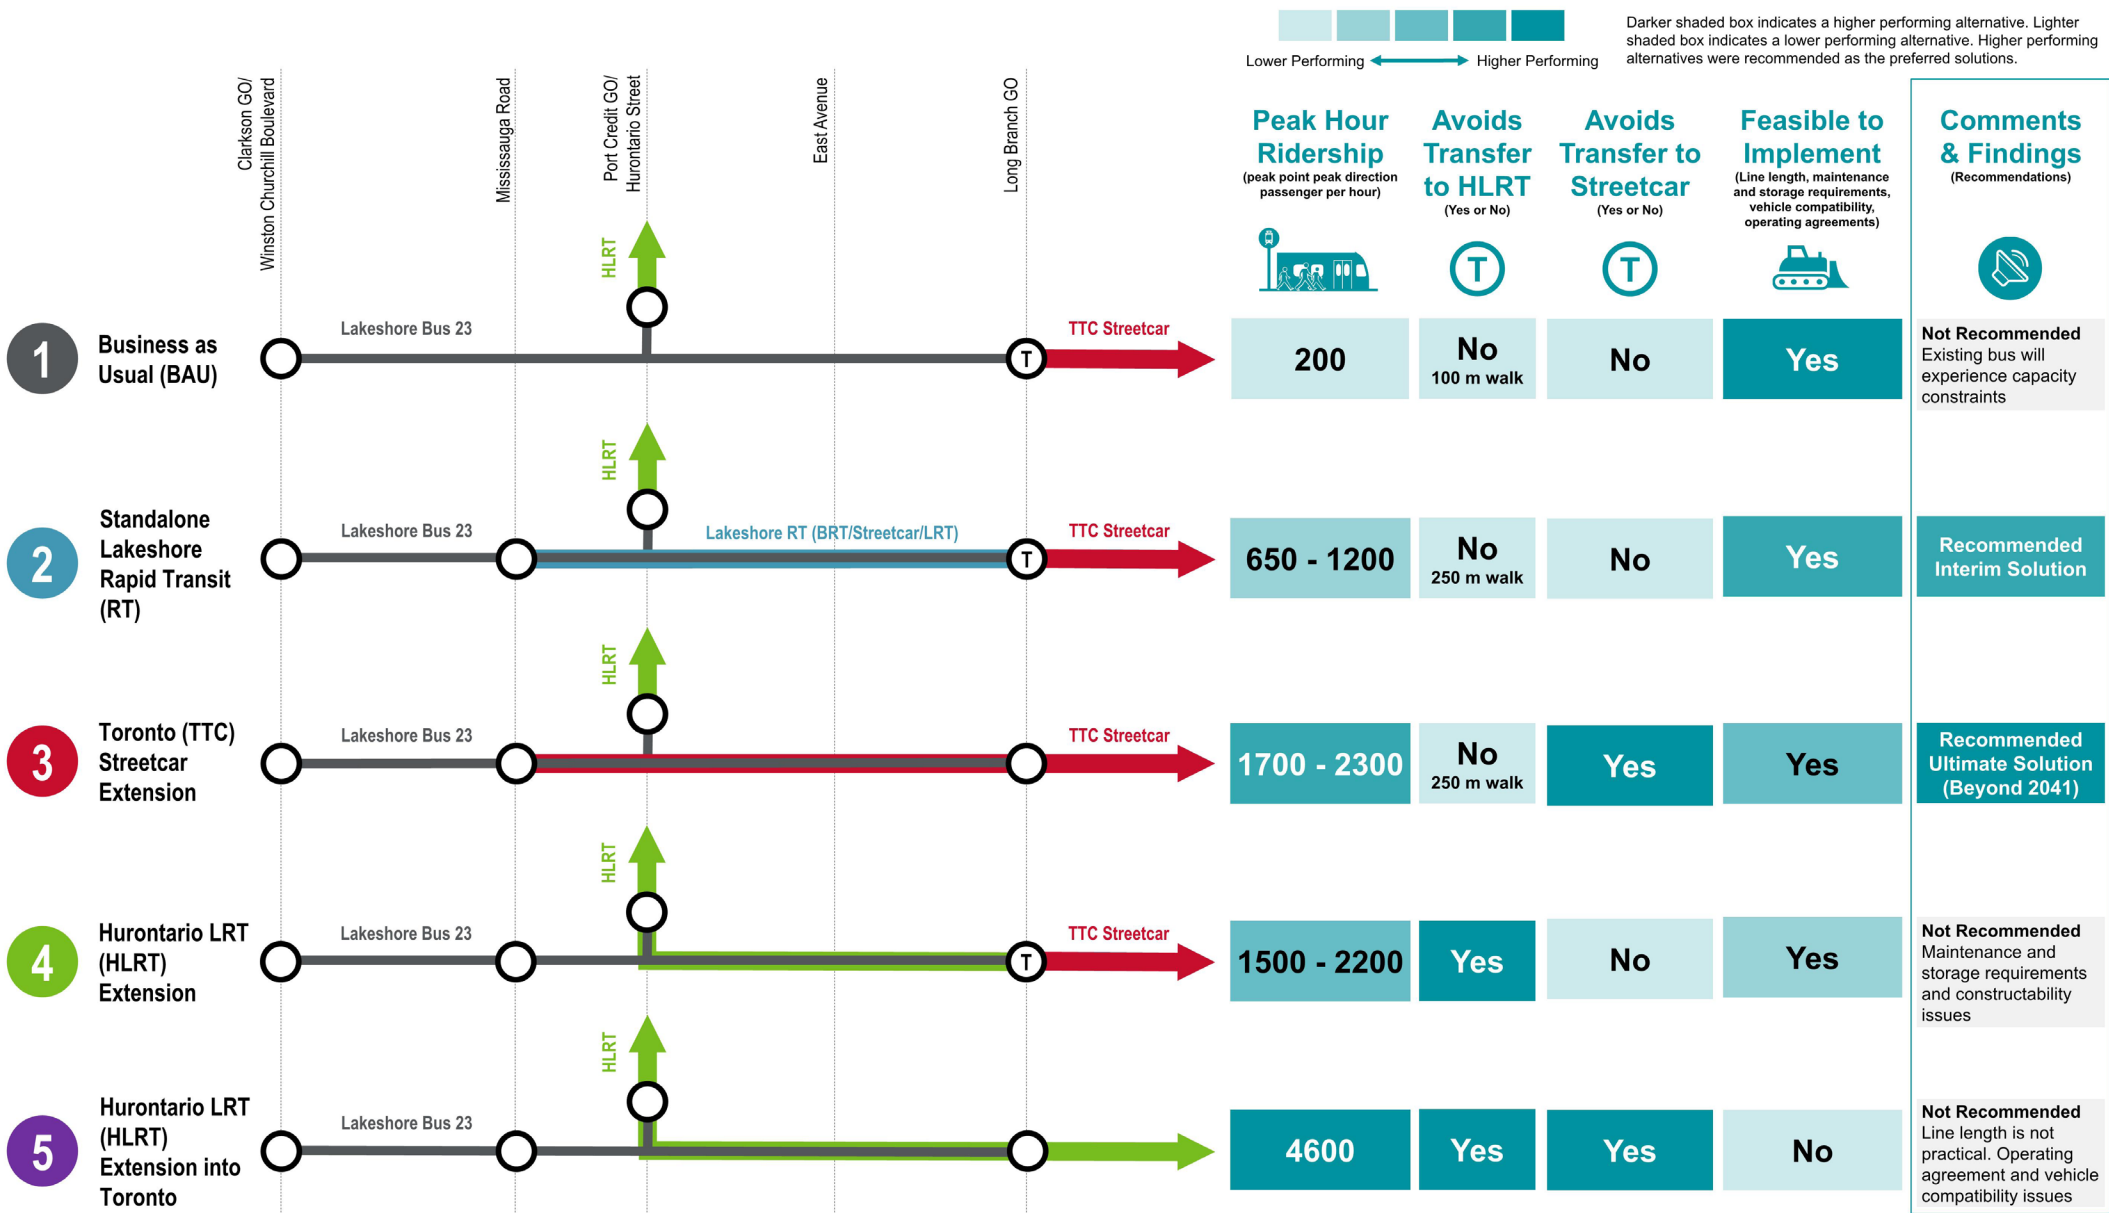 Lower Performing
Higher Performing
Darker shaded box indicates a higher performing alternative. Lighter
shaded box indicates a lower performing alternative. Higher performing
alternatives were recommended as the preferred solutions.
Clarkson GO/
Winston Churchill Boulevard
Mississauga Road
Port Credit GO/
Hurontario Street
East Avenue
Long Branch GO
Peak Hour
Ridership
(peak point peak direction
passenger per hour)
Avoids
Transfer
to HLRT
(Yes or No)
T
Avoids
Transfer to
Streetcar
(Yes or No)
T
Feasible to
Implement
(Line length, maintenance
and storage requirements,
vehicle compatibility,
operating agreements)
Comments
& Findings
(Recommendations)
1
Business as
Usual (BAU)
Lakeshore Bus 23
HLRT
T
TTC Streetcar
200
No
100 m walk
No
Yes
Not Recommended
Existing bus will
experience capacity
constraints
2
Standalone
Lakeshore
Rapid Transit
(RT)
Lakeshore Bus 23
HLRT
Lakeshore RT (BRT/Streetcar/LRT)
T
TTC Streetcar
650 - 1200
No
250 m walk
No
Yes
Recommended
Interim Solution
3
Toronto (TTC)
Streetcar
Extension
Lakeshore Bus 23
HLRT
TTC Streetcar
1700 - 2300
No
250 m walk
Yes
Yes
Recommended
Ultimate Solution
(Beyond 2041)
4
Hurontario LRT
(HLRT)
Extension
Lakeshore Bus 23
HLRT
T
TTC Streetcar
1500 - 2200
Yes
No
Yes
Not Recommended
Maintenance and
storage requirements
and constructability
issues
5
Hurontario LRT
(HLRT)
Extension into
Toronto
Lakeshore Bus 23
HLRT
4600
Yes
Yes
No
Not Recommended
Line length is not
practical. Operating
agreement and vehicle
compatibility issues